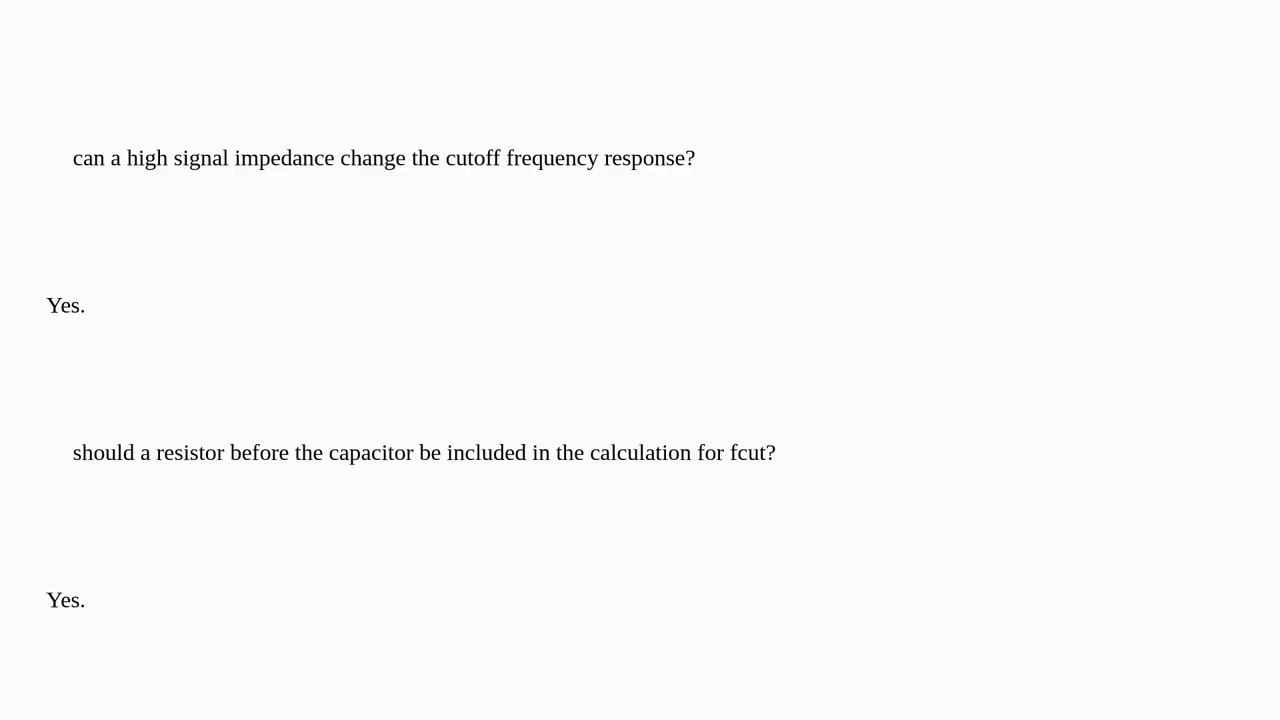 can a high signal impedance change the cutoff frequency response?
Yes.
should a resistor before the capacitor be included in the calculation for fcut?
Yes.